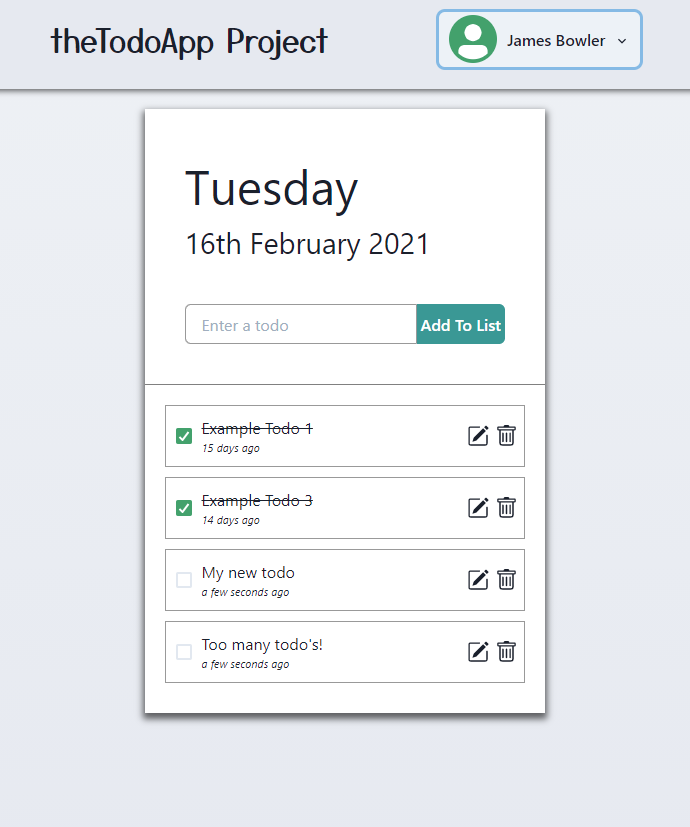 theTodoApp Project
James Bowler
Tuesday
16th February 2021
Enter a todo
Add To List
Example Todo 1
15 days ago
Example Todo 3
14 days ago
My new todo
a few seconds ago
Too many todo's!
a few seconds ago